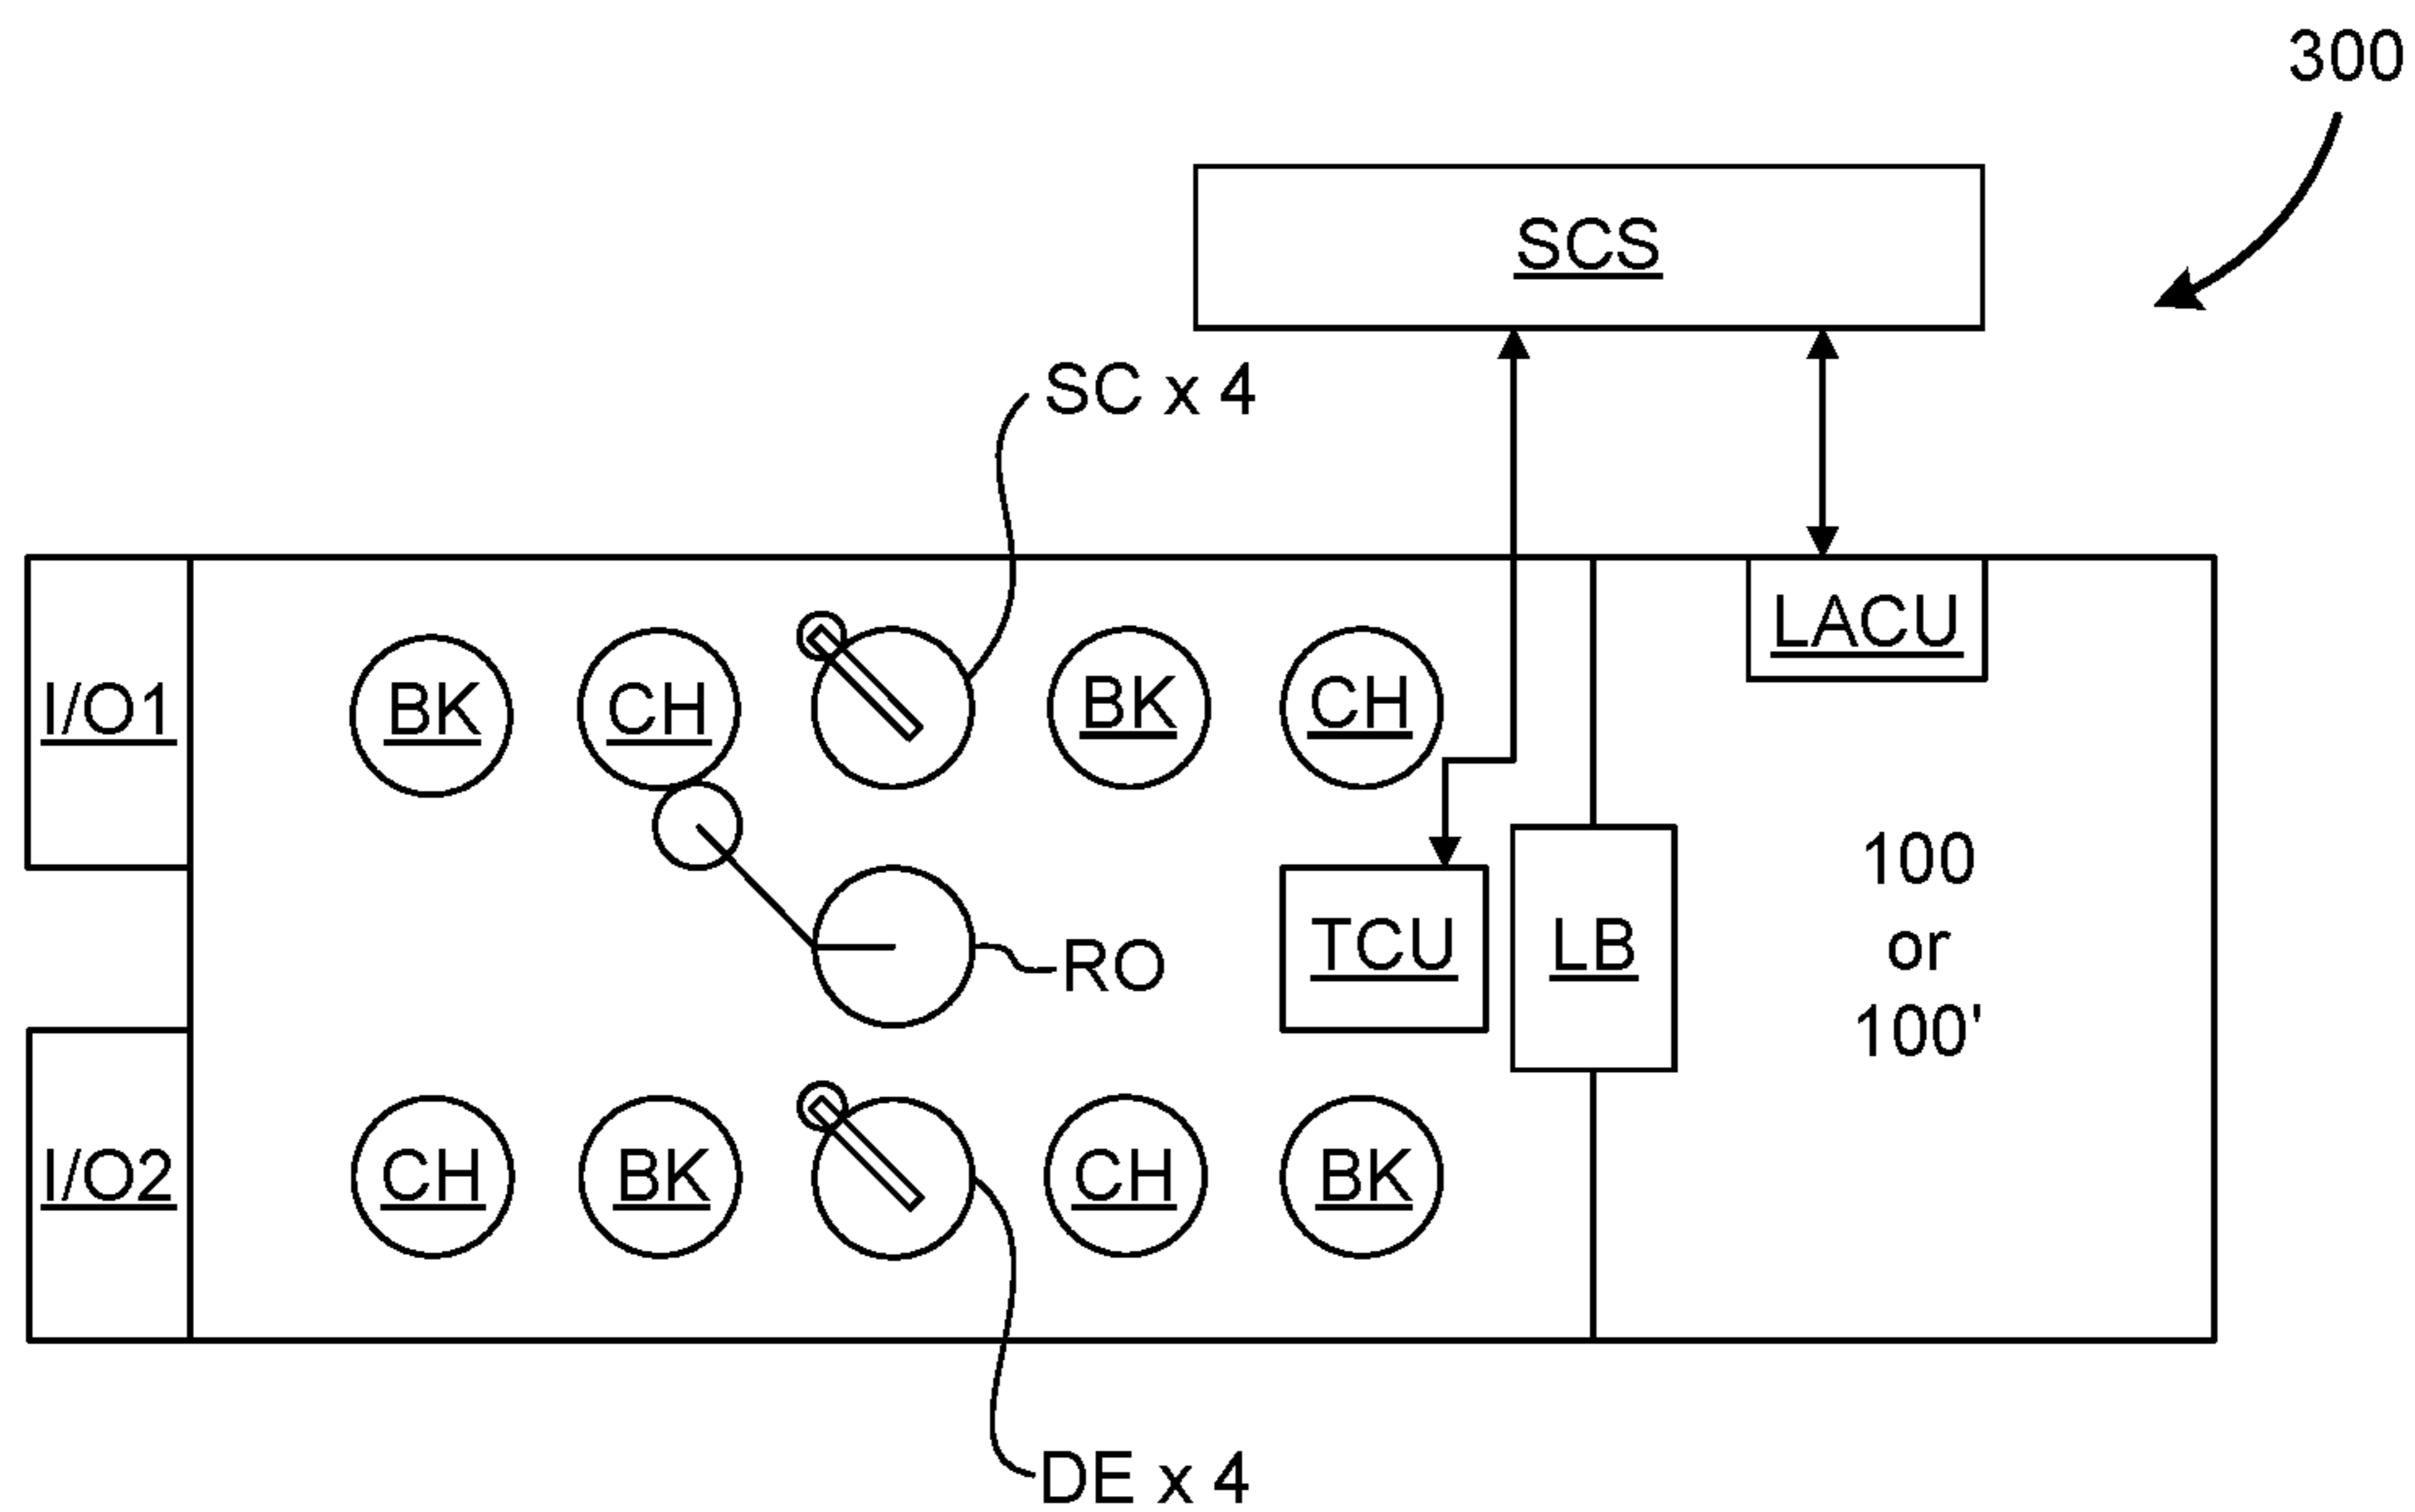 300
SCS
SC x 4
LACU
I/O1
BK
CH
BK
CH
100
or
100'
TCU
LB
RO
I/O2
CH
BK
CH
BK
DE x 4